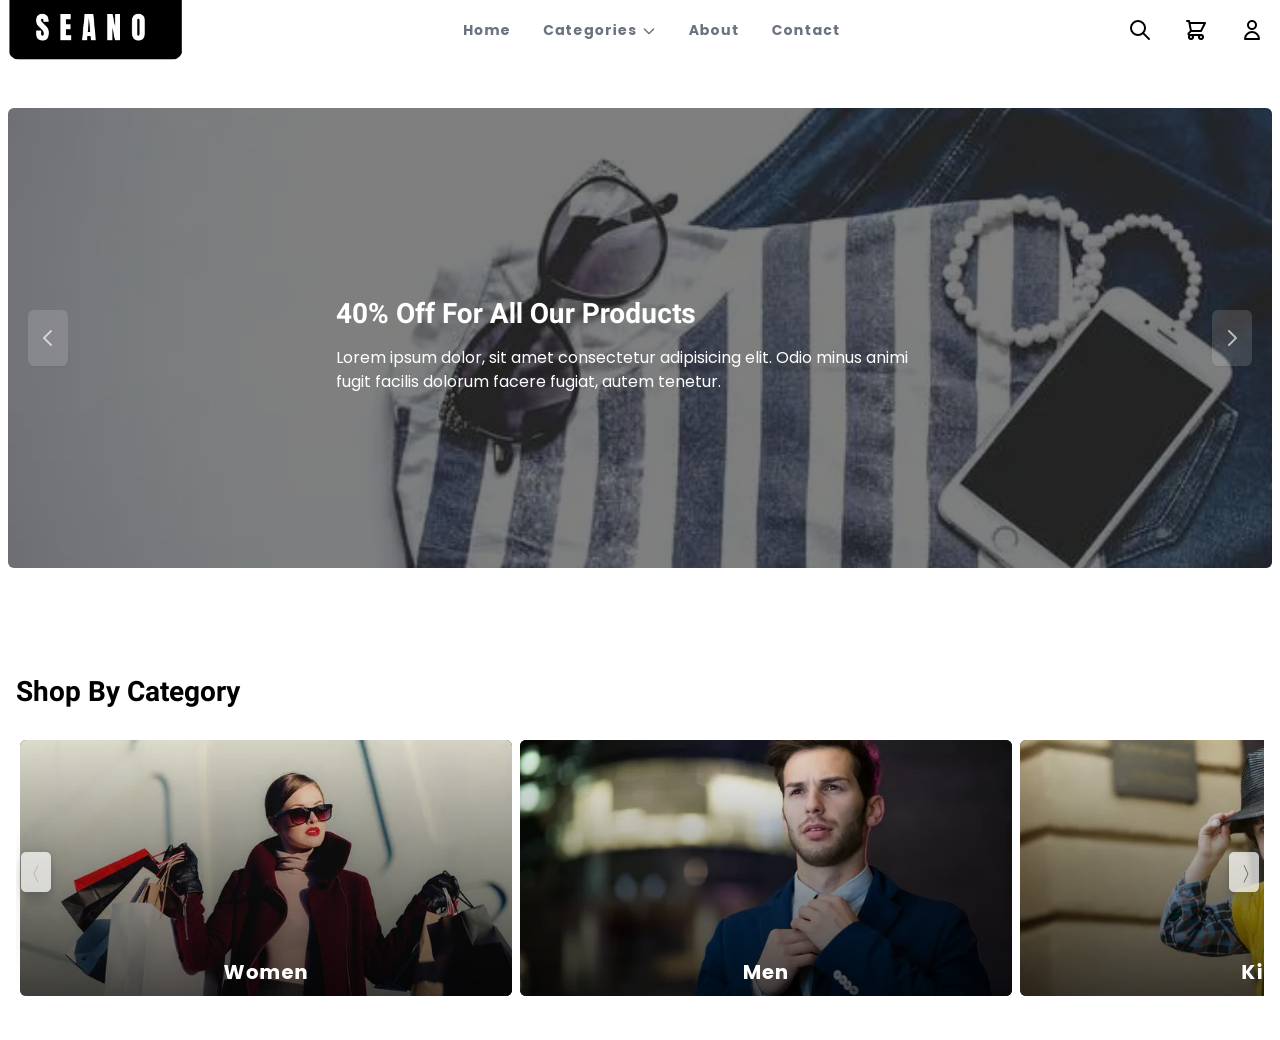 SEANO
Home
Categories
About
Contact
40% Off For All Our Products
Lorem ipsum dolor, sit amet consectetur adipisicing elit. Odio minus animi
fugit facilis dolorum facere fugiat, autem tenetur.
Shop By Category
Women
Men
Ki